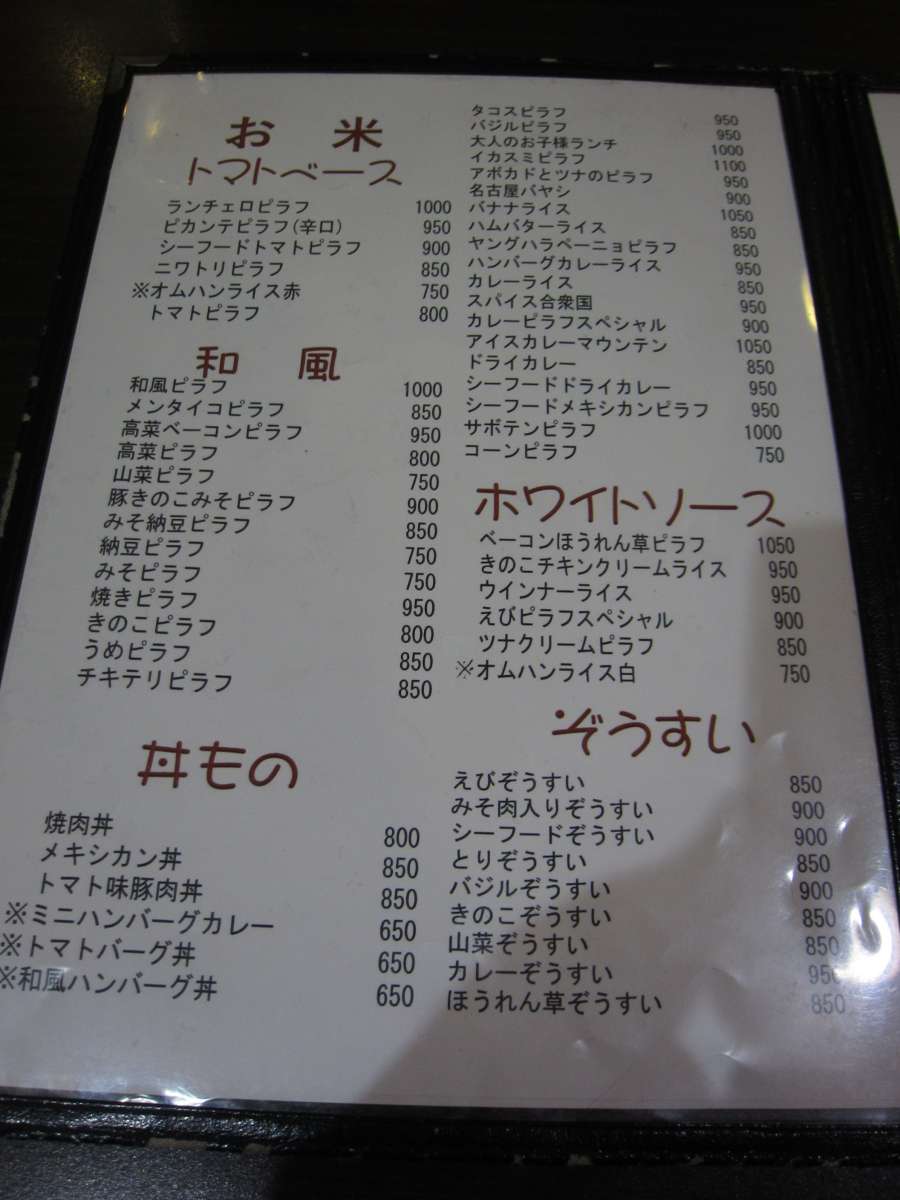 お 米
トマトベース
ランチェロピラフ 1000
ピカンテピラフ(辛口) 950
シーフードトマトピラフ 900
ニワトリピラフ 850
※オムハンライス赤 750
トマトピラフ 800
和 風
和風ピラフ 1000
メンタイコピラフ 850
高菜ベーコンピラフ 950
高菜ピラフ 800
山菜ピラフ 750
豚きのこみそピラフ 900
みそ納豆ピラフ 850
納豆ピラフ 750
みそピラフ 750
焼きピラフ 950
きのこピラフ 800
うめピラフ 850
チキテリピラフ 850
丼もの
焼肉丼 800
メキシカン丼 850
トマト味豚肉丼 850
※ミニハンバーグカレー 650
※トマトバーグ丼 650
※和風ハンバーグ丼 650
タコスピラフ 950
バジルピラフ 950
大人のお子様ランチ 1000
イカスミピラフ 1100
アボカドとツナのピラフ 950
名古屋バヤシ 900
バナナライス 1050
ハムバターライス 850
ヤングハラペーニョピラフ 850
ハンバーグカレーライス 950
カレーライス 850
スパイス合衆国 950
カレーピラフスペシャル 900
アイスカレーマウンテン 1050
ドライカレー 850
シーフードドライカレー 950
シーフードメキシカンピラフ 950
サボテンピラフ 1000
コーンピラフ 750
ホワイトソース
ベーコンほうれん草ピラフ 1050
きのこチキンクリームライス 950
ウインナーライス 950
えびピラフスペシャル 900
ツナクリームピラフ 850
※オムハンライス白 750
ぞうすい
えびぞうすい 850
みそ肉入りぞうすい 900
シーフードぞうすい 900
とりぞうすい 850
バジルぞうすい 900
きのこぞうすい 850
山菜ぞうすい 850
カレーぞうすい 950
ほうれん草ぞうすい 850